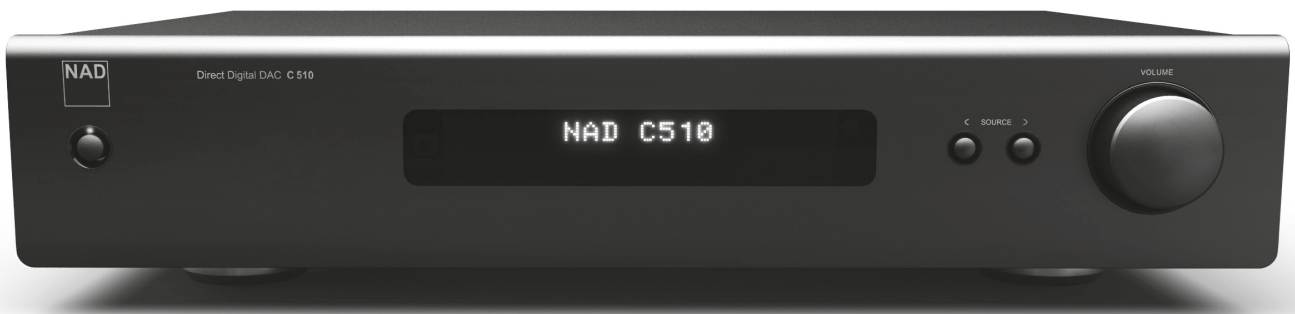 NAD
Direct Digital DAC C 510
NAD C510
< SOURCE >
VOLUME